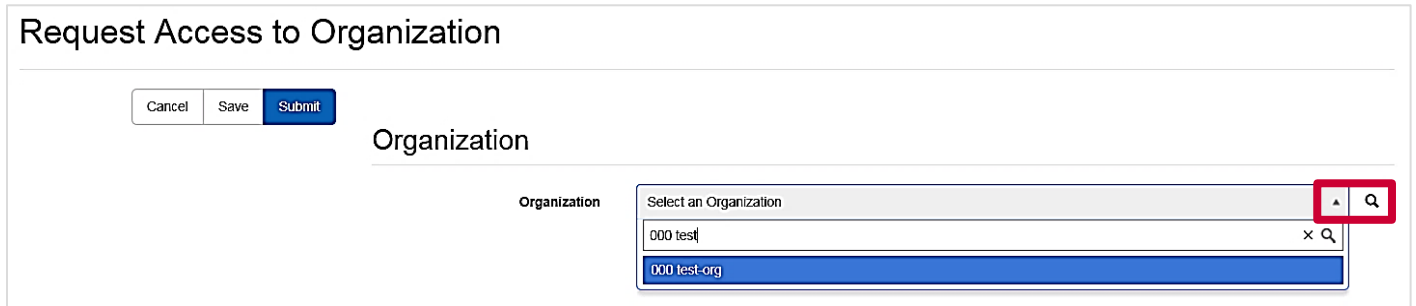 Request Access to Organization
Cancel Save Submit
Organization
Organization Select an Organization
000 test
000 test-org